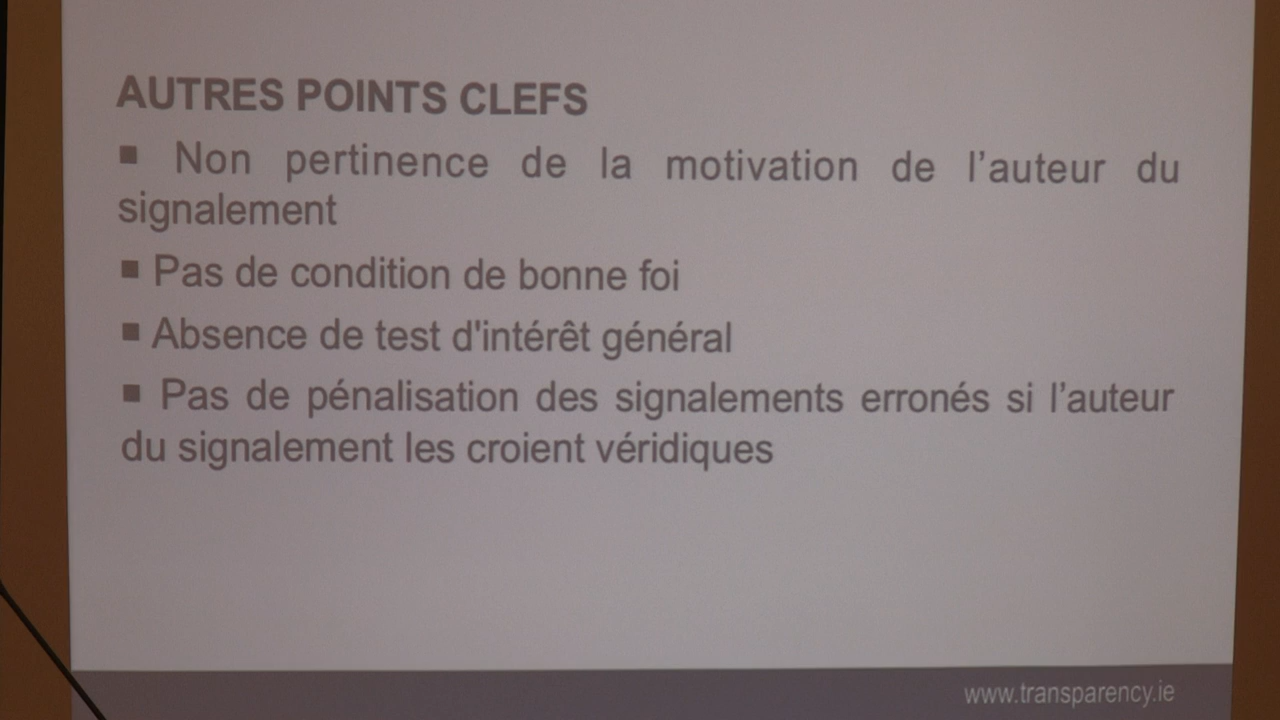 AUTRES POINTS CLEFS
▪ Non pertinence de la motivation de l’auteur du
signalement
▪ Pas de condition de bonne foi
▪ Absence de test d'intérêt général
▪ Pas de pénalisation des signalements erronés si l’auteur
du signalement les croient véridiques
www.transparency.ie